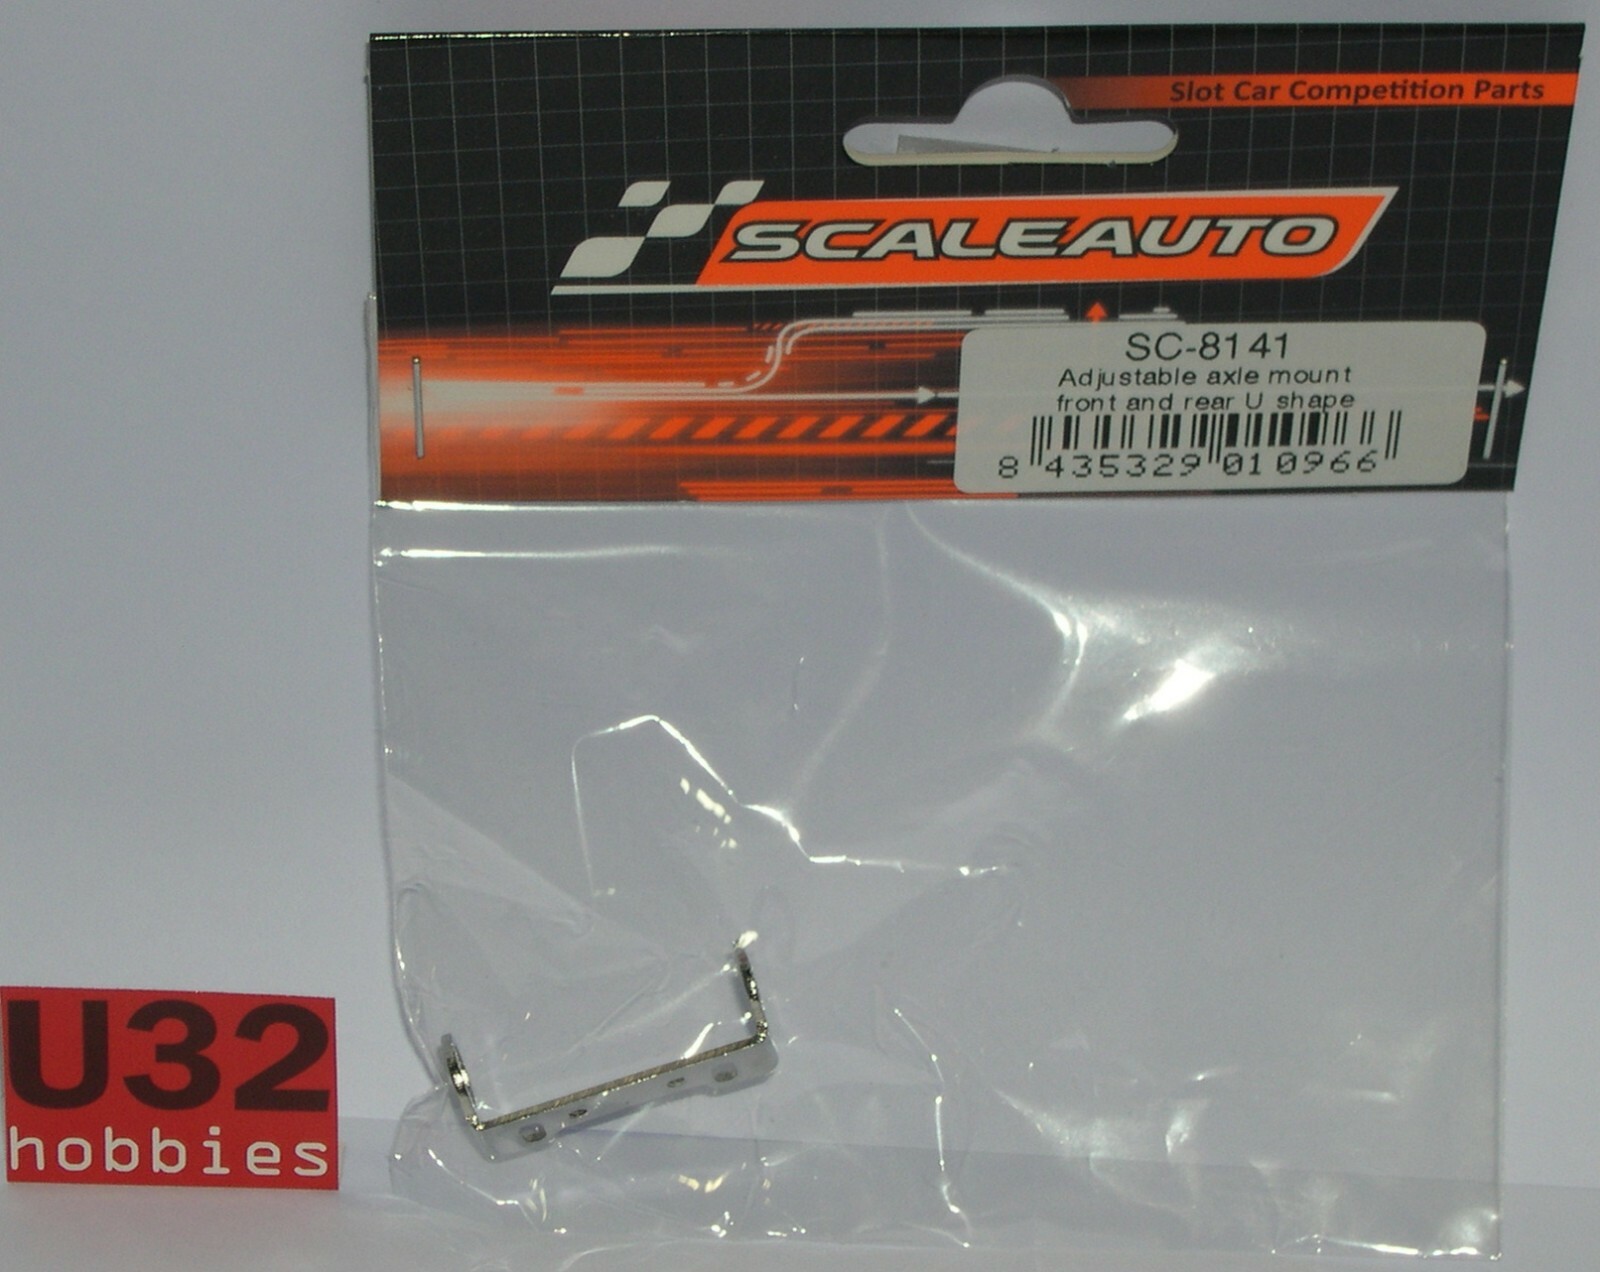 Slot Car Competition Parts
SCALEAUTO
SC-8141
Adjustable axle mount
front and rear U shape
8 435329 010966
U32
hobbies